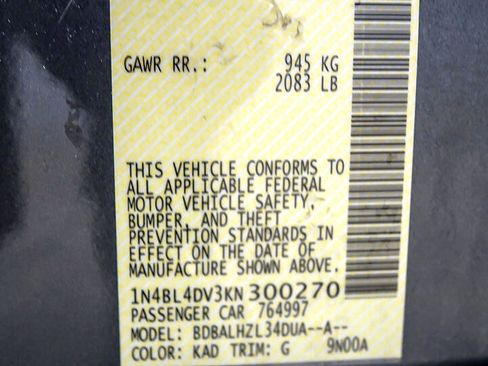 GAWR RR.: 945 KG
2083 LB
THIS VEHICLE CONFORMS TO
ALL APPLICABLE FEDERAL
MOTOR VEHICLE SAFETY,
BUMPER, AND THEFT
PREVENTION STANDARDS IN
EFFECT ON THE DATE OF
MANUFACTURE SHOWN ABOVE.
1N4BL4DV3KN300270
PASSENGER CAR 764997
MODEL: BDBALHZL34DUA--A--
COLOR: KAD TRIM: G 9N00A